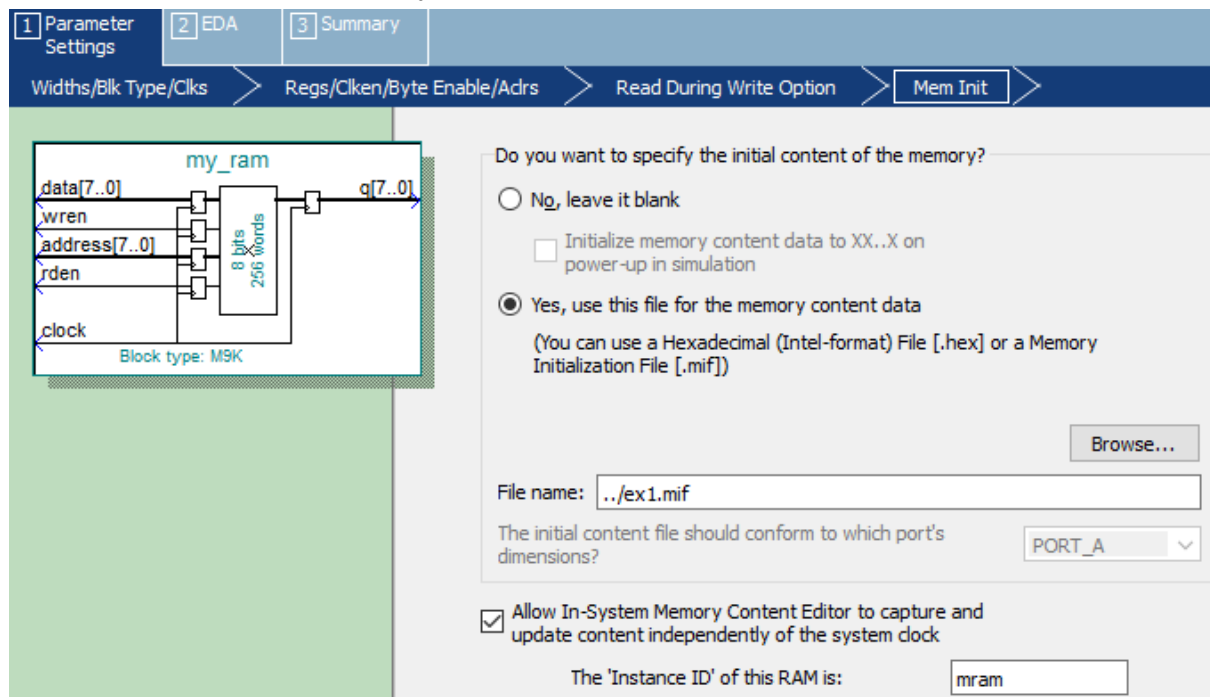 1 Parameter Settings
2 EDA
3 Summary
Widths/Blk Type/Clks
Regs/Clken/Byte Enable/Adrs
Read During Write Option
Mem Init
my_ram
data[7..0]
q[7..0]
wren
address[7..0]
rden
8 bits
x
256 words
clock
Block type: M9K
Do you want to specify the initial content of the memory?
No, leave it blank
Initialize memory content data to XX..X on
power-up in simulation
Yes, use this file for the memory content data
(You can use a Hexadecimal (Intel-format) File [.hex] or a Memory
Initialization File [.mif])
Browse...
File name: ../ex1.mif
The initial content file should conform to which port's
dimensions?
PORT_A
Allow In-System Memory Content Editor to capture and
update content independently of the system clock
The 'Instance ID' of this RAM is: mram